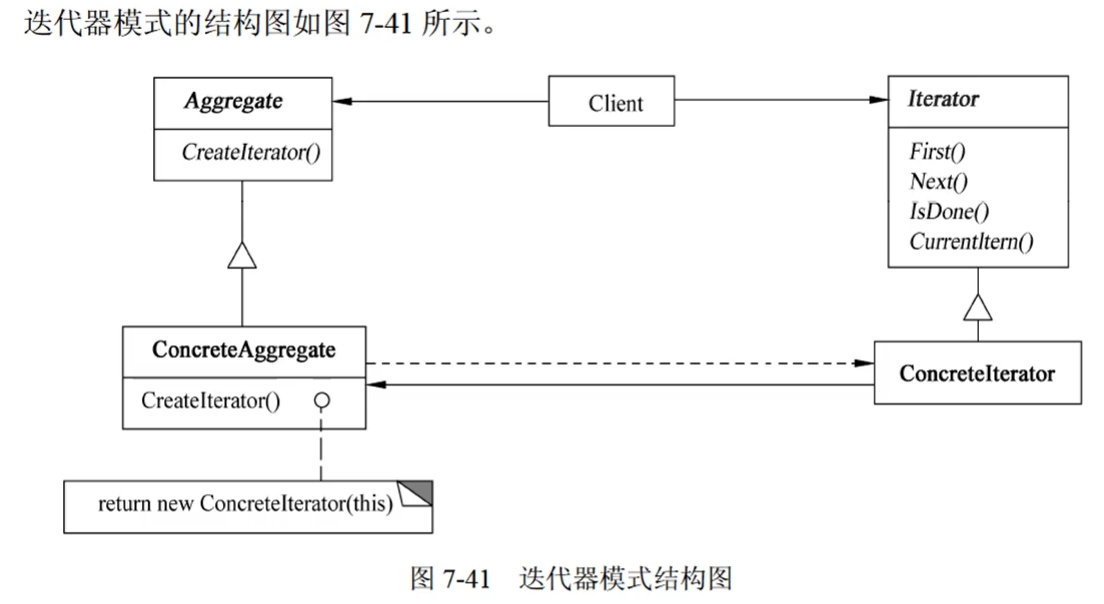 迭代器模式的结构图如图 7-41 所示。
Aggregate
CreateIterator()
Client
Iterator
First()
Next()
IsDone()
CurrentItern()
ConcreteAggregate
CreateIterator()
ConcreteIterator
return new ConcreteIterator(this)
图 7-41 迭代器模式结构图